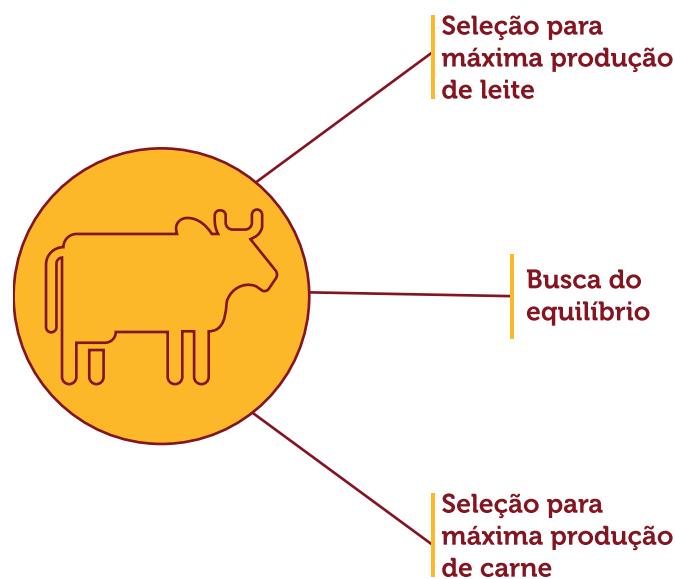 Seleção para
máxima produção
de leite
Busca do
equilíbrio
Seleção para
máxima produção
de carne